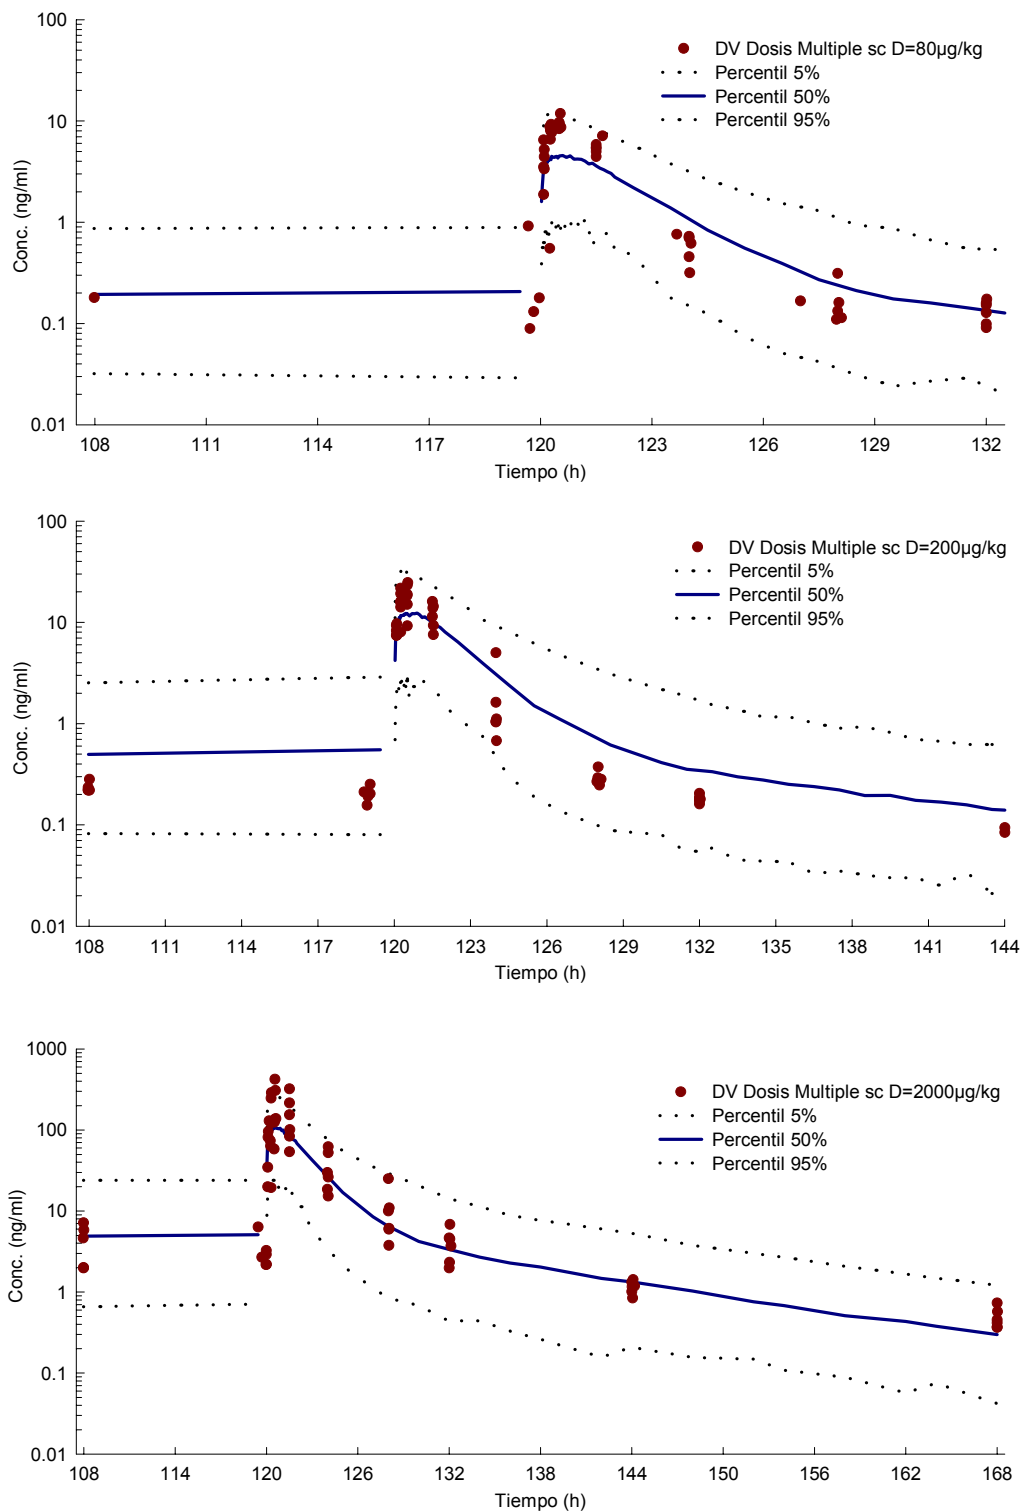 100
10
1
0.1
0.01
Conc. (ng/ml)
DV Dosis Multiple sc D=80µg/kg
Percentil 5%
Percentil 50%
Percentil 95%
108 111 114 117 120 123 126 129 132
Tiempo (h)
100
10
1
0.1
0.01
Conc. (ng/ml)
DV Dosis Multiple sc D=200µg/kg
Percentil 5%
Percentil 50%
Percentil 95%
108 111 114 117 120 123 126 129 132 135 138 141 144
Tiempo (h)
1000
100
10
1
0.1
0.01
Conc. (ng/ml)
DV Dosis Multiple sc D=2000µg/kg
Percentil 5%
Percentil 50%
Percentil 95%
108 114 120 126 132 138 144 150 156 162 168
Tiempo (h)